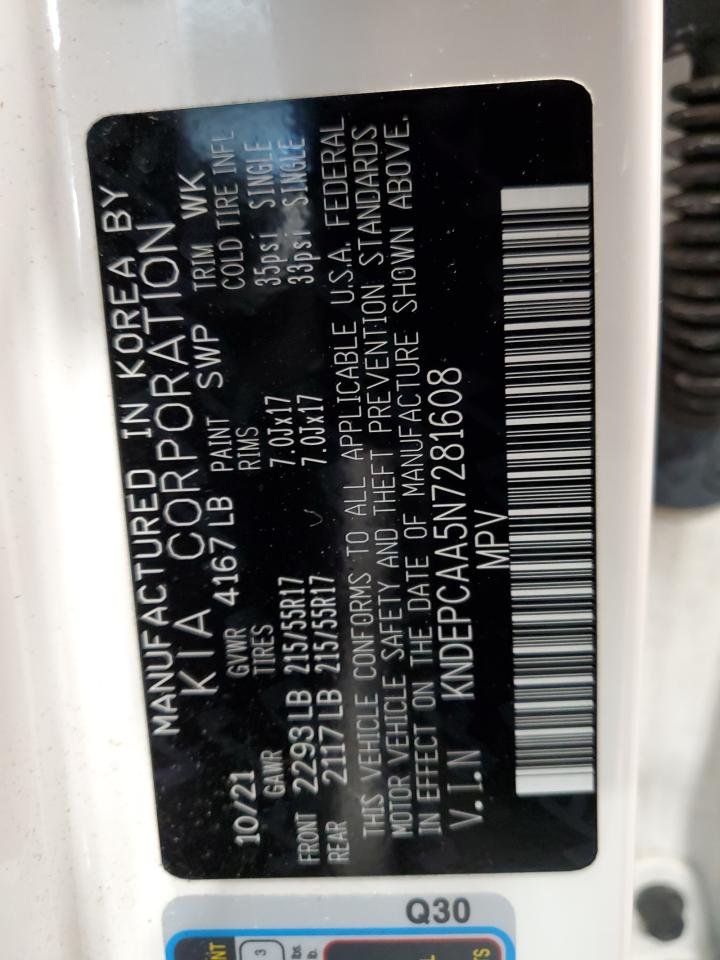 MANUFACTURED IN KOREA BY
KIA CORPORATION
10/21 GVWR 4167 LB PAINT SWP TRIM WK
GAWR TIRES RIMS COLD TIRE INFL
FRONT 2293 LB 215/55R17 7.0Jx17 35psi SINGLE
REAR 2117 LB 215/55R17 7.0Jx17 33psi SINGLE
THIS VEHICLE CONFORMS TO ALL APPLICABLE U.S.A. FEDERAL
MOTOR VEHICLE SAFETY AND THEFT PREVENTION STANDARDS
IN EFFECT ON THE DATE OF MANUFACTURE SHOWN ABOVE.
V.I.N KNDEPCAA5N7281608
MPV
Q30
3
lbs.
lb.